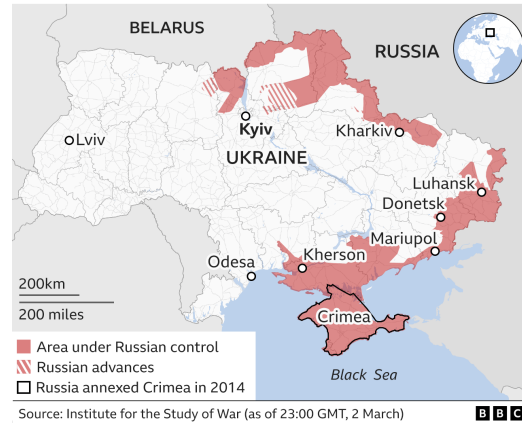 BELARUS
RUSSIA
Kyiv
Lviv
Kharkiv
UKRAINE
Luhansk
Donetsk
Mariupol
Kherson
Odesa
200km
200 miles
Crimea
Area under Russian control
Russian advances
Russia annexed Crimea in 2014
Black Sea
Source: Institute for the Study of War (as of 23:00 GMT, 2 March)
BBC